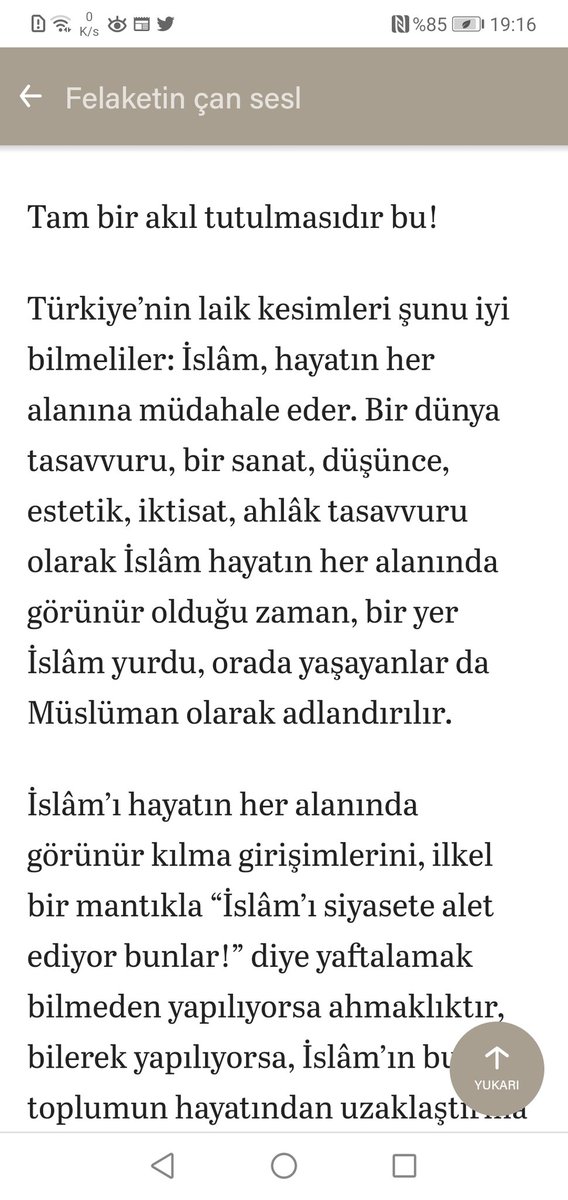 0
K/s
%85
19:16
Felaketin çan sesl
Tam bir akıl tutulmasıdır bu!
Türkiye’nin laik kesimleri şunu iyi
bilmeliler: İslâm, hayatın her
alanına müdahale eder. Bir dünya
tasavvuru, bir sanat, düşünce,
estetik, iktisat, ahlâk tasavvuru
olarak İslâm hayatın her alanında
görünür olduğu zaman, bir yer
İslâm yurdu, orada yaşayanlar da
Müslüman olarak adlandırılır.
İslâm’ı hayatın her alanında
görünür kılma girişimlerini, ilkel
bir mantıkla “İslâm’ı siyasete alet
ediyor bunlar!” diye yaftalamak
bilmeden yapılıyorsa ahmaklıktır,
bilerek yapılıyorsa, İslâm’ın bu
toplumun hayatından
YUKARI